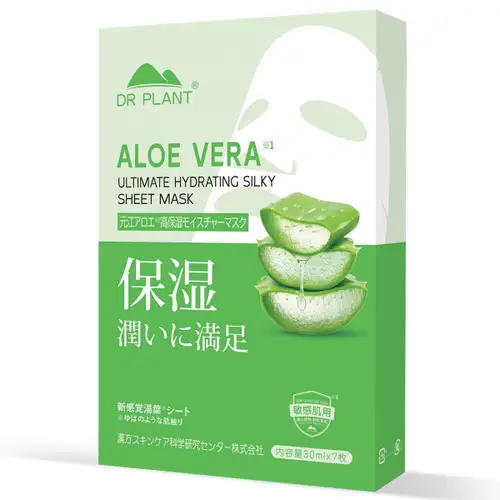 DR PLANT®
ALOE VERA※1
ULTIMATE HYDRATING SILKY
SHEET MASK
元江アロエ※1高保湿モイスチャーマスク
保湿
潤いに満足
新感覚湯葉※シート
※ゆばのような肌触り
漢方スキンケア科学研究センター株式会社
敏感肌用
内容量30ml×7枚